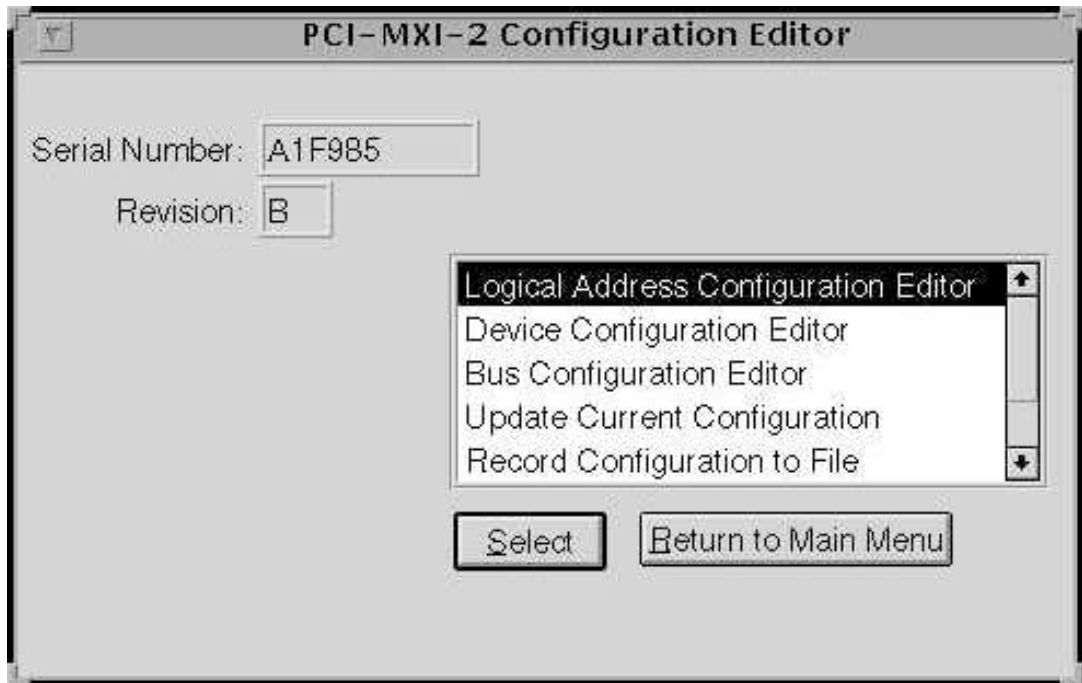 PCI-MXI-2 Configuration Editor
Serial Number: A1F985
Revision: B
Logical Address Configuration Editor
Device Configuration Editor
Bus Configuration Editor
Update Current Configuration
Record Configuration to File
Select Return to Main Menu